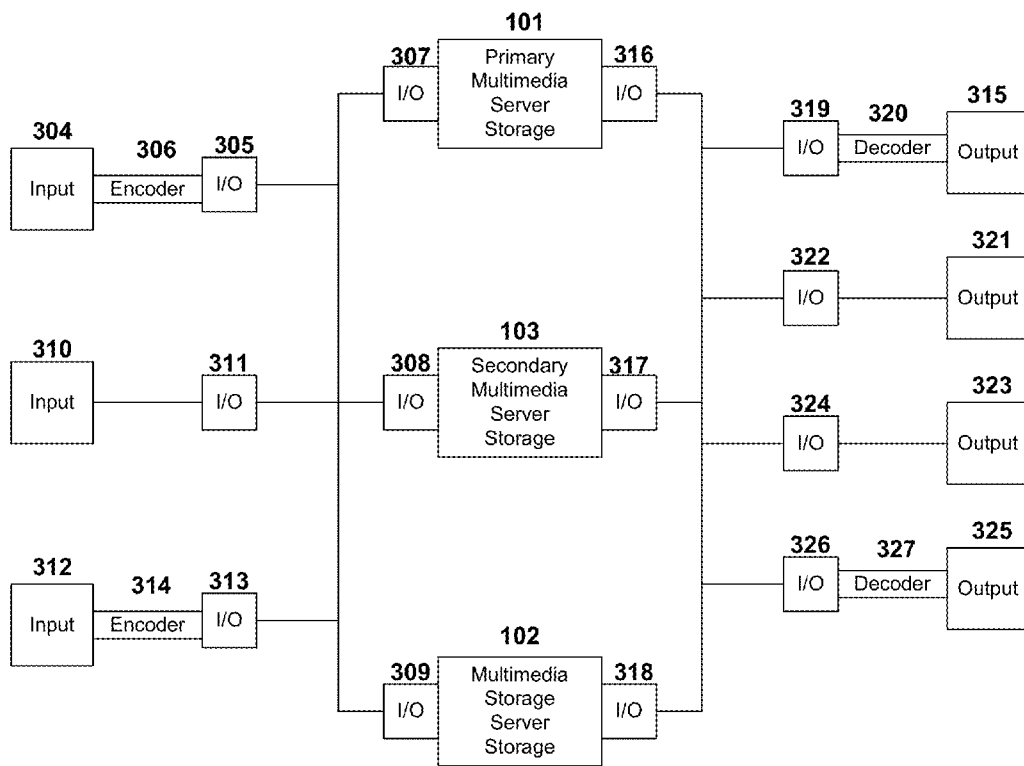 101
307
Primary
Multimedia
Server
Storage
316
I/O
I/O
304
306
305
Input
Encoder
I/O
319
320
315
I/O
Decoder
Output
322
321
I/O
Output
310
311
Input
I/O
103
308
Secondary
Multimedia
Server
Storage
317
I/O
I/O
324
323
I/O
Output
312
314
313
Input
Encoder
I/O
326
327
325
I/O
Decoder
Output
102
309
Multimedia
Storage
Server
Storage
318
I/O
I/O